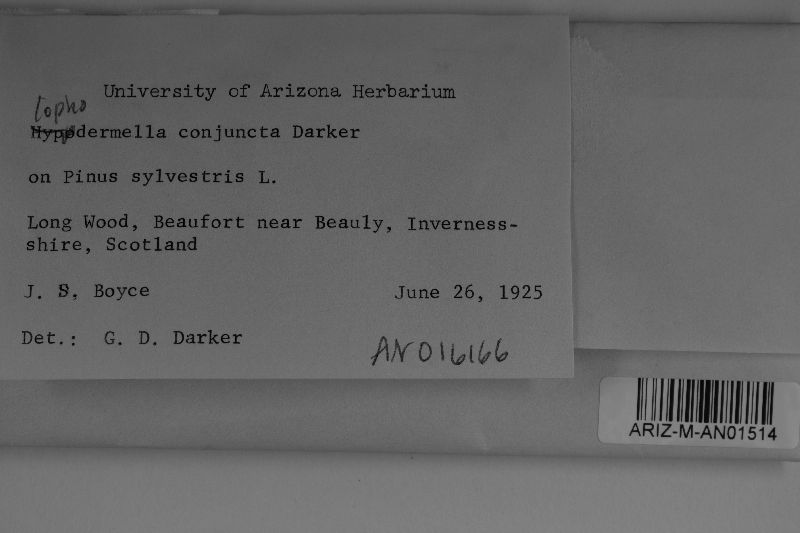 University of Arizona Herbarium
Lopho
Hypodermella conjuncta Darker
on Pinus sylvestris L.
Long Wood, Beaufort near Beauly, Inverness-
shire, Scotland
J. S. Boyce June 26, 1925
Det.: G. D. Darker
AN016166
ARIZ-M-AN01514